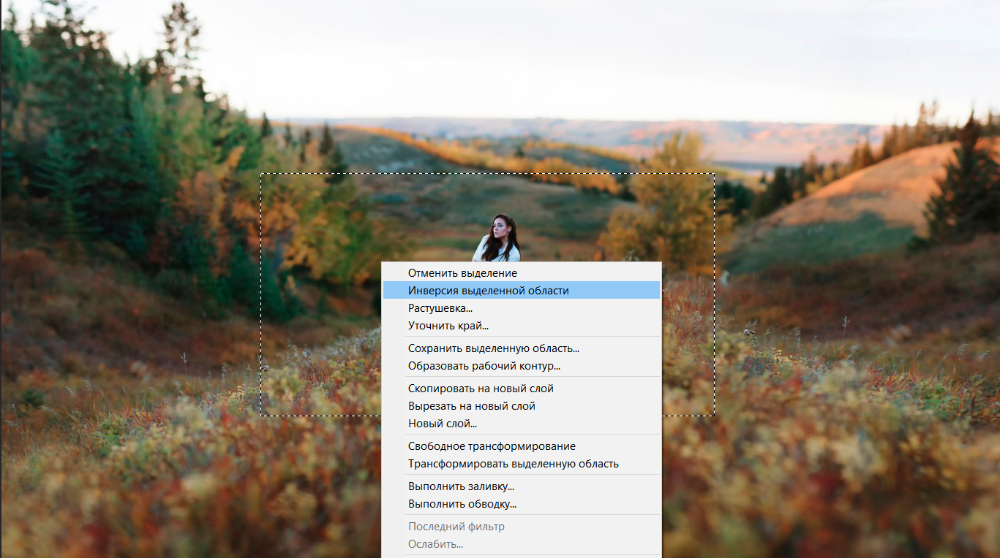 Отменить выделение
Инверсия выделенной области
Растушевка...
Уточнить край...
Сохранить выделенную область...
Образовать рабочий контур...
Скопировать на новый слой
Вырезать на новый слой
Новый слой...
Свободное трансформирование
Трансформировать выделенную область
Выполнить заливку...
Выполнить обводку...
Последний фильтр
Ослабить...